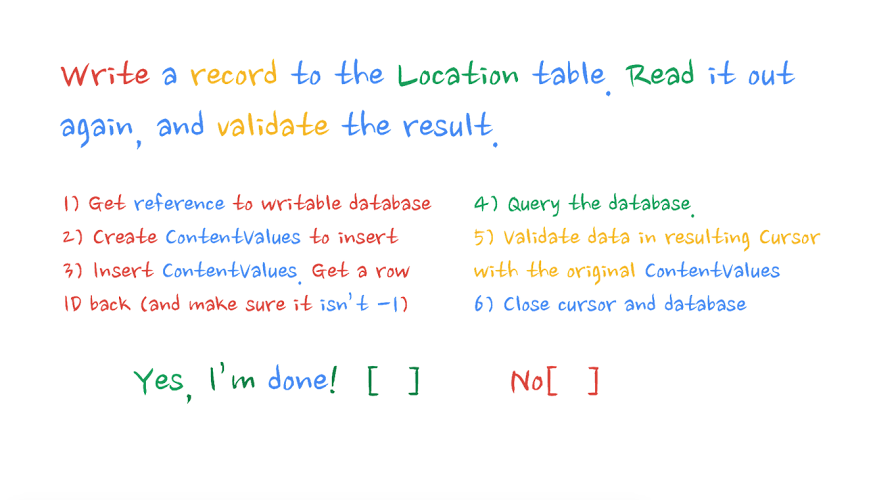 Write a record to the Location table. Read it out
again, and validate the result.
1) Get reference to writable database
2) Create ContentValues to insert
3) Insert ContentValues. Get a row
ID back (and make sure it isn't -1)
4) Query the database.
5) Validate data in resulting Cursor
with the original ContentValues
6) Close cursor and database
Yes, I'm done! [ ]
No[ ]